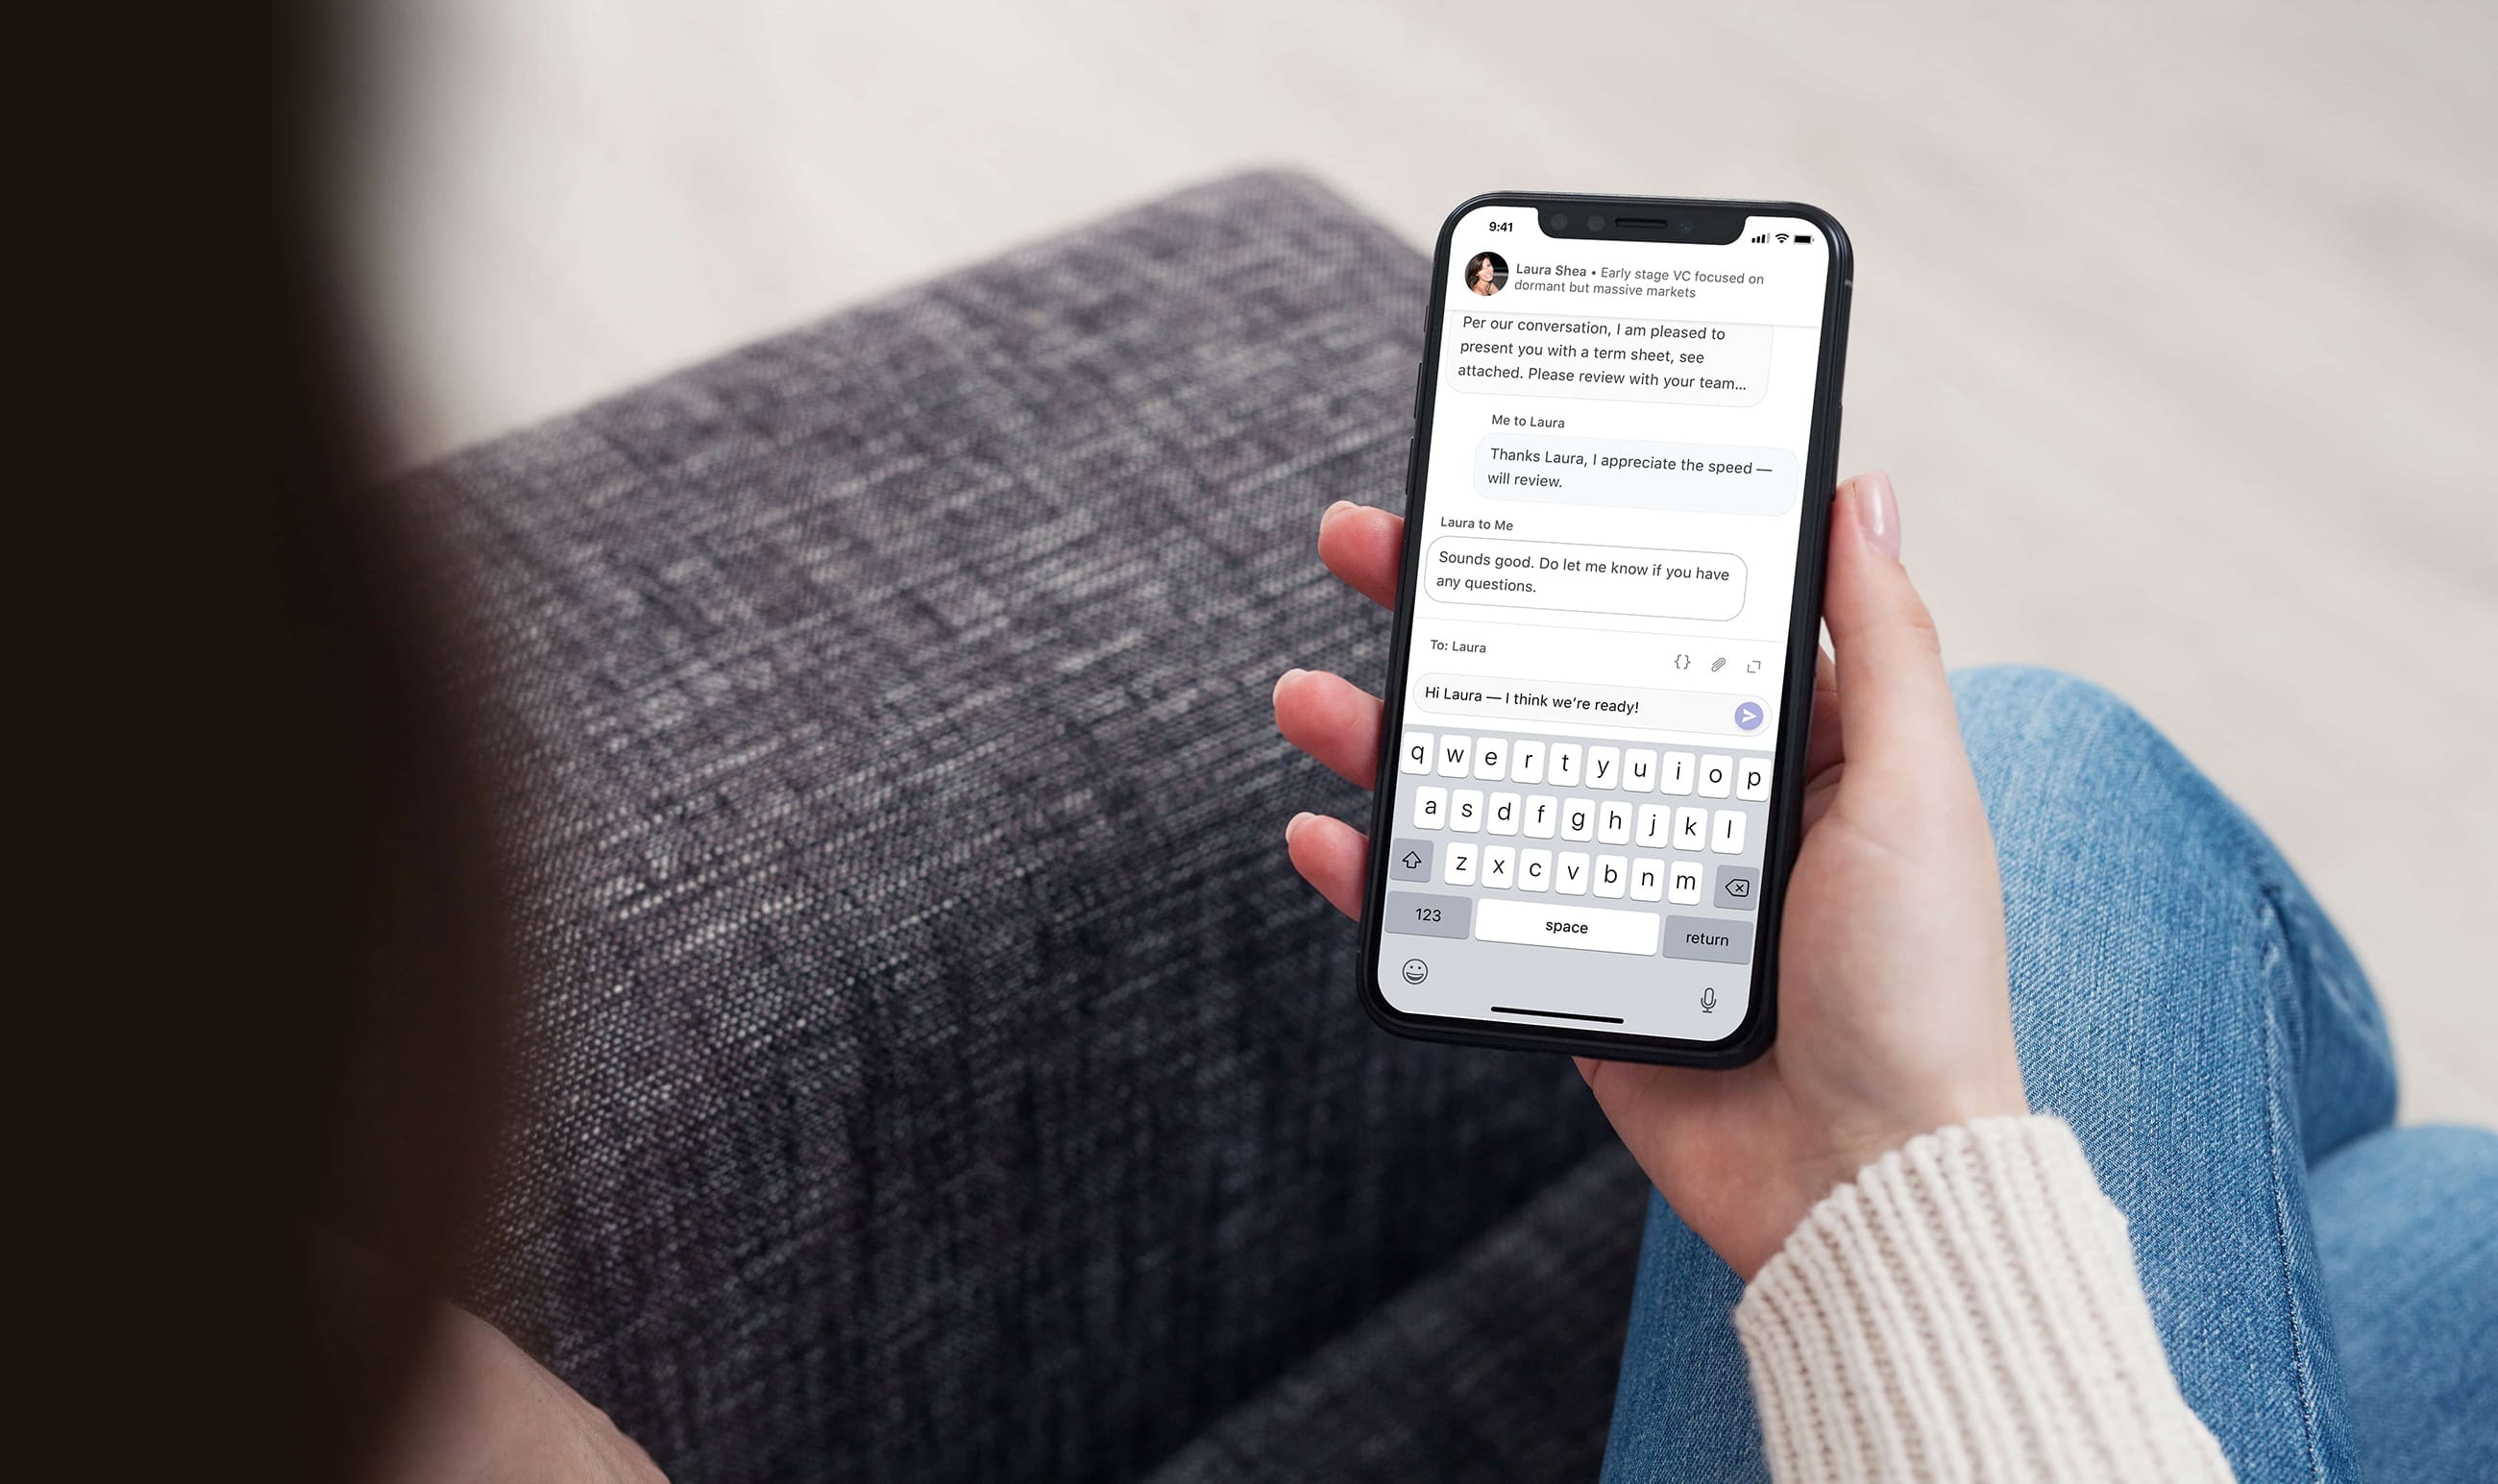 9:41
Laura Shea • Early stage VC focused on
dormant but massive markets
Per our conversation, I am pleased to
present you with a term sheet, see
attached. Please review with your team...
Me to Laura
Thanks Laura, I appreciate the speed —
will review.
Laura to Me
Sounds good. Do let me know if you have
any questions.
To: Laura
{}
Hi Laura — I think we’re ready!
q w e r t y u i o p
a s d f g h j k l
z x c v b n m
123 space return